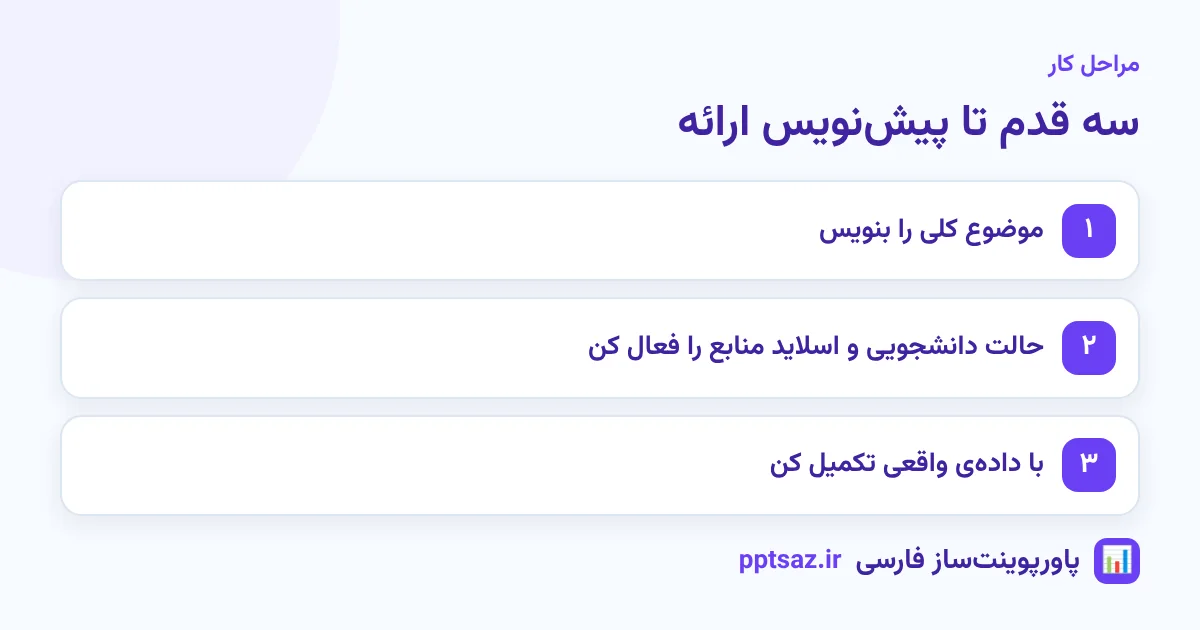 مراحل کار
سه قدم تا پیش‌نویس ارائه
۱ موضوع کلی را بنویس
۲ حالت دانشجویی و اسلاید منابع را فعال کن
۳ با داده‌ی واقعی تکمیل کن
پاورپوینت‌ساز فارسی pptsaz.ir